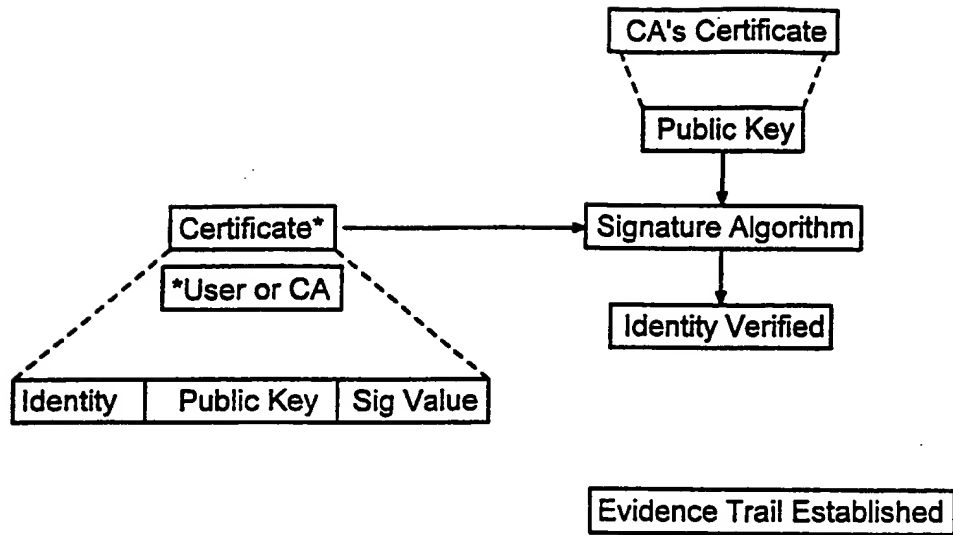 CA's Certificate
Public Key
Certificate*
Signature Algorithm
*User or CA
Identity Verified
Identity Public Key Sig Value
Evidence Trail Established